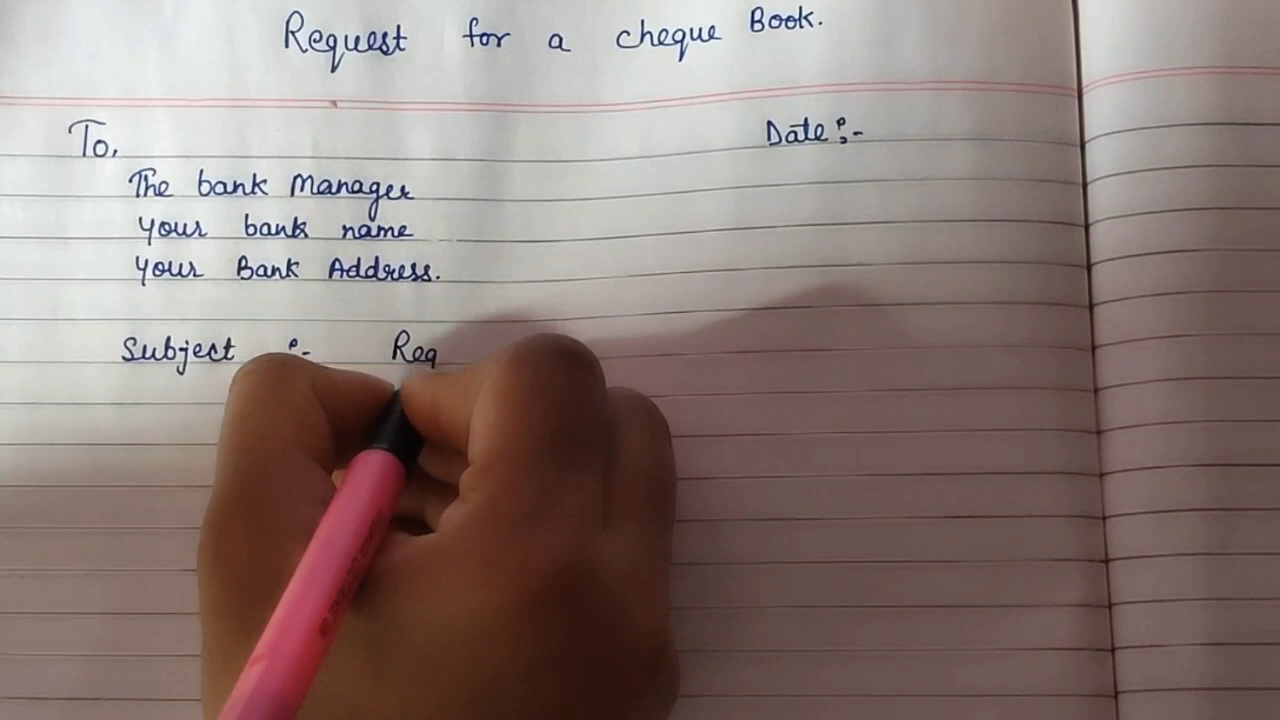 Request for a cheque Book.
To,
Date :-
The bank Manager
Your bank name
Your Bank Address.
Subject :- Req